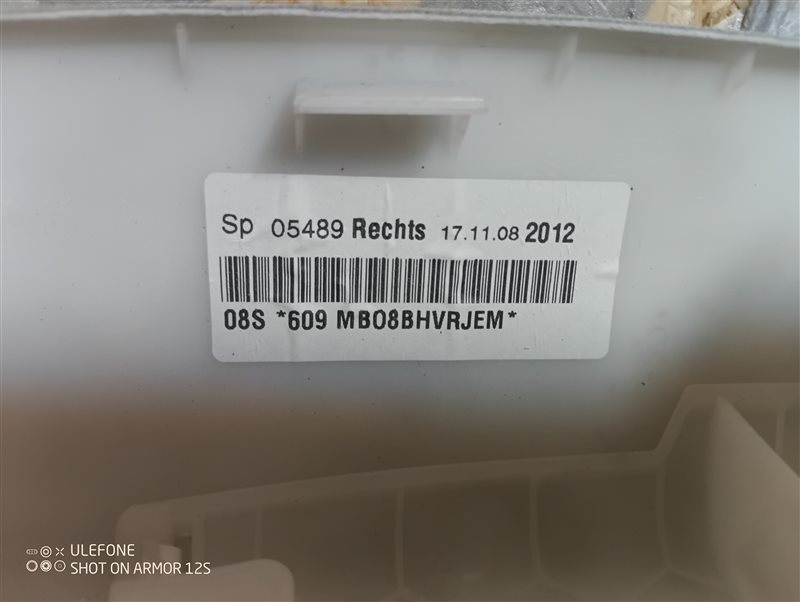 Sp 05489 Rechts 17.11.08 2012
08S *609 MB08BHVRJEM*
ULEFONE
SHOT ON ARMOR 12S